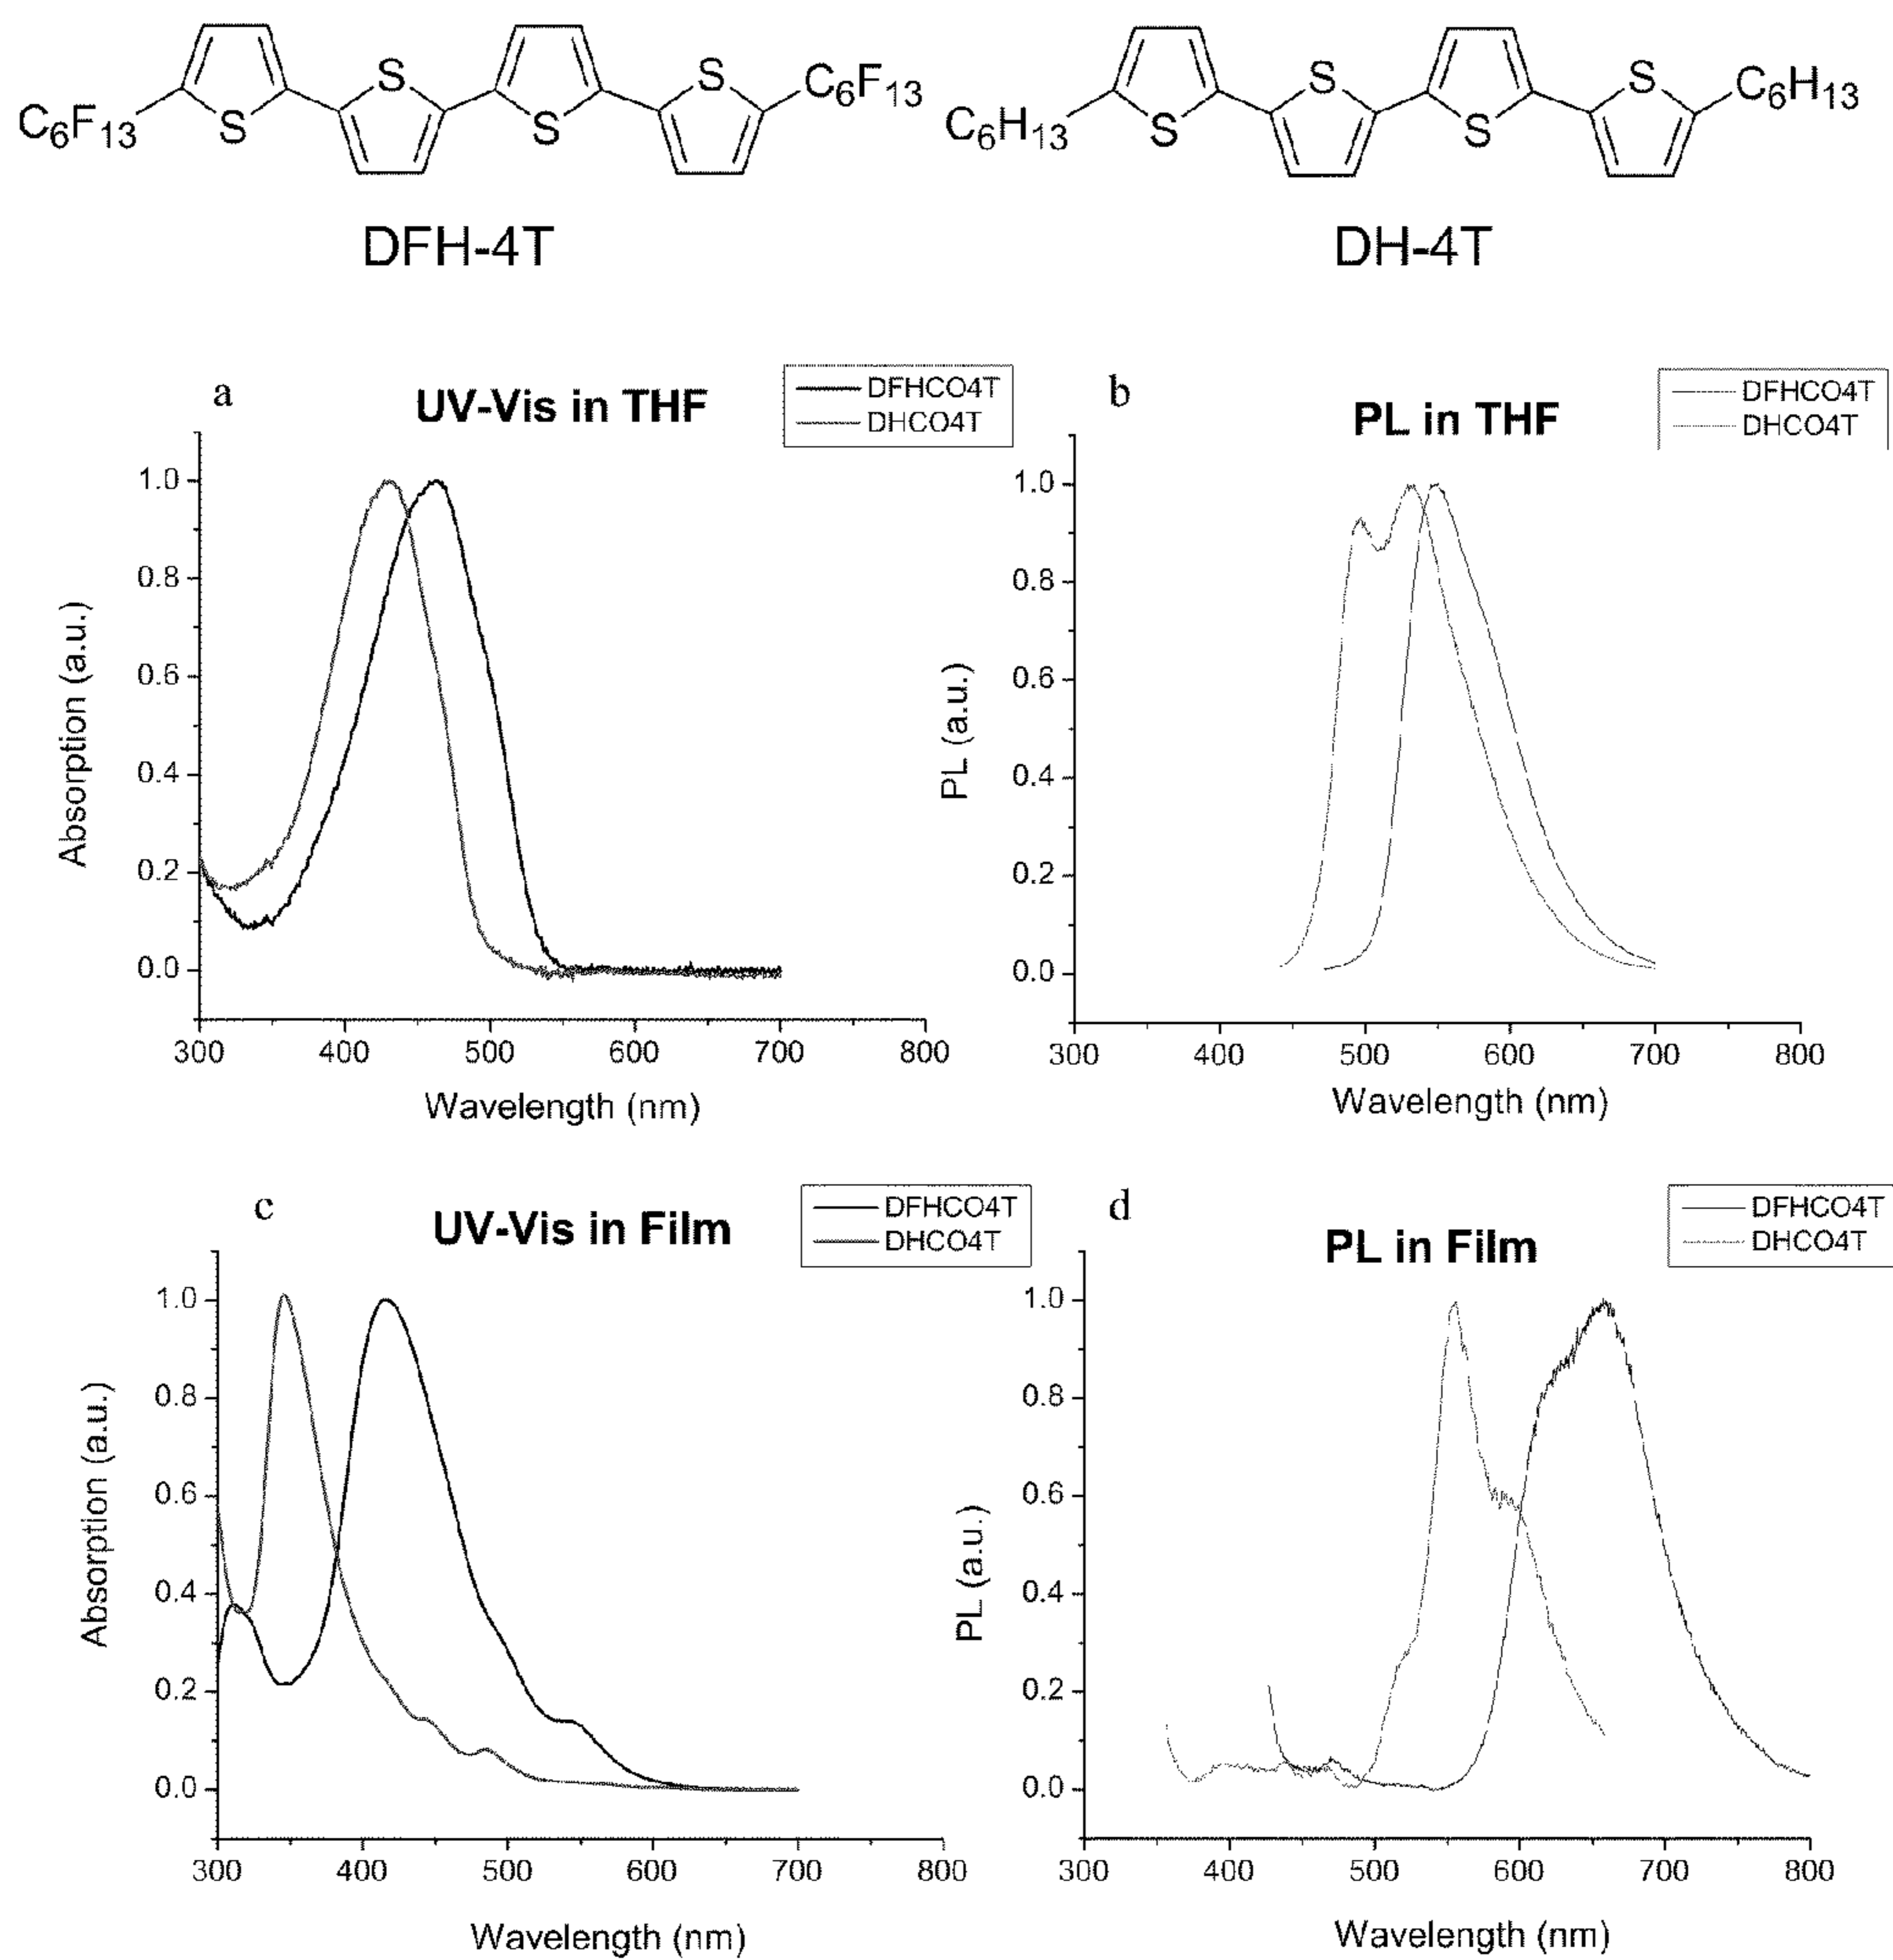 S S S S C6F13
C6F13
S S S S C6H13
C6H13
DFH-4T DH-4T
a
UV-Vis in THF
DFHCO4T
DHCO4T
Absorption (a.u.)
1.0
0.8
0.6
0.4
0.2
0.0
300 400 500 600 700 800
Wavelength (nm)
b
PL in THF
DFHCO4T
DHCO4T
PL (a.u.)
1.0
0.8
0.6
0.4
0.2
0.0
300 400 500 600 700 800
Wavelength (nm)
c
UV-Vis in Film
DFHCO4T
DHCO4T
Absorption (a.u.)
1.0
0.8
0.6
0.4
0.2
0.0
300 400 500 600 700 800
Wavelength (nm)
d
PL in Film
DFHCO4T
DHCO4T
PL (a.u.)
1.0
0.8
0.6
0.4
0.2
0.0
300 400 500 600 700 800
Wavelength (nm)